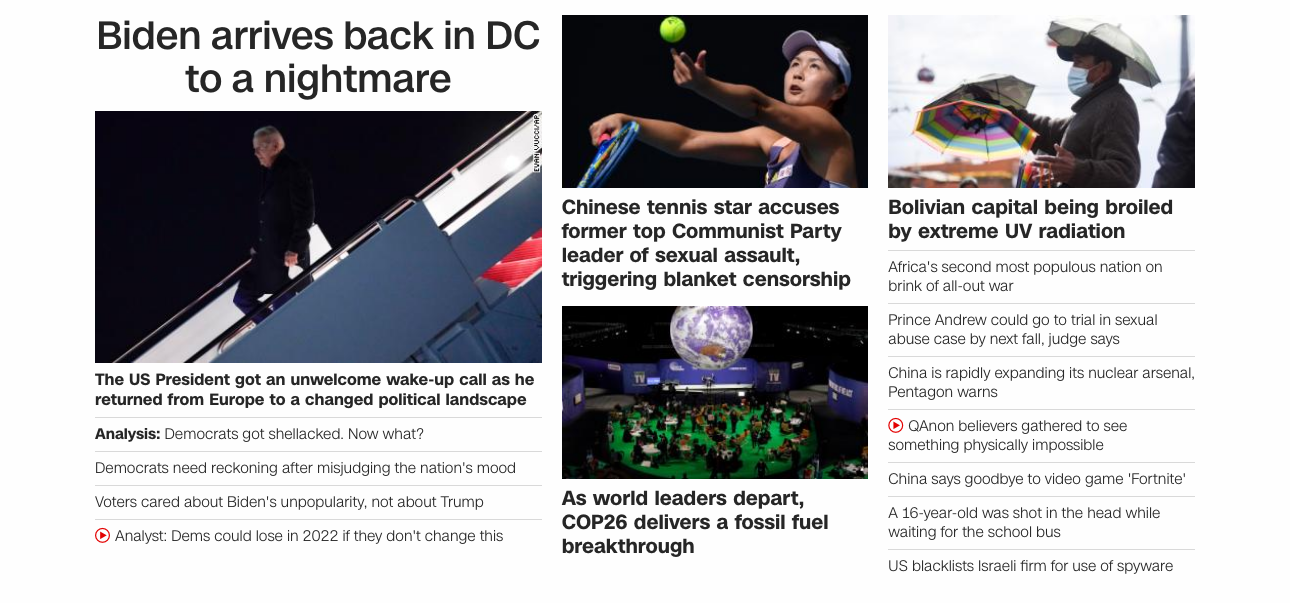 Biden arrives back in DC
to a nightmare
The US President got an unwelcome wake-up call as he
returned from Europe to a changed political landscape
Analysis: Democrats got shellacked. Now what?
Democrats need reckoning after misjudging the nation's mood
Voters cared about Biden's unpopularity, not about Trump
Analyst: Dems could lose in 2022 if they don't change this
Chinese tennis star accuses
former top Communist Party
leader of sexual assault,
triggering blanket censorship
As world leaders depart,
COP26 delivers a fossil fuel
breakthrough
Bolivian capital being broiled
by extreme UV radiation
Africa's second most populous nation on
brink of all-out war
Prince Andrew could go to trial in sexual
abuse case by next fall, judge says
China is rapidly expanding its nuclear arsenal,
Pentagon warns
QAnon believers gathered to see
something physically impossible
China says goodbye to video game 'Fortnite'
A 16-year-old was shot in the head while
waiting for the school bus
US blacklists Israeli firm for use of spyware